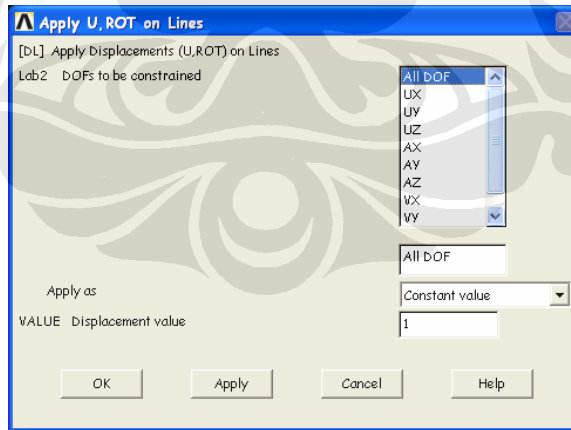 Apply U,ROT on Lines
[DL] Apply Displacements (U,ROT) on Lines
Lab2 DOFs to be constrained
All DOF
UX
UY
UZ
AX
AY
AZ
VX
VY
All DOF
Apply as
Constant value
VALUE Displacement value
1
OK
Apply
Cancel
Help